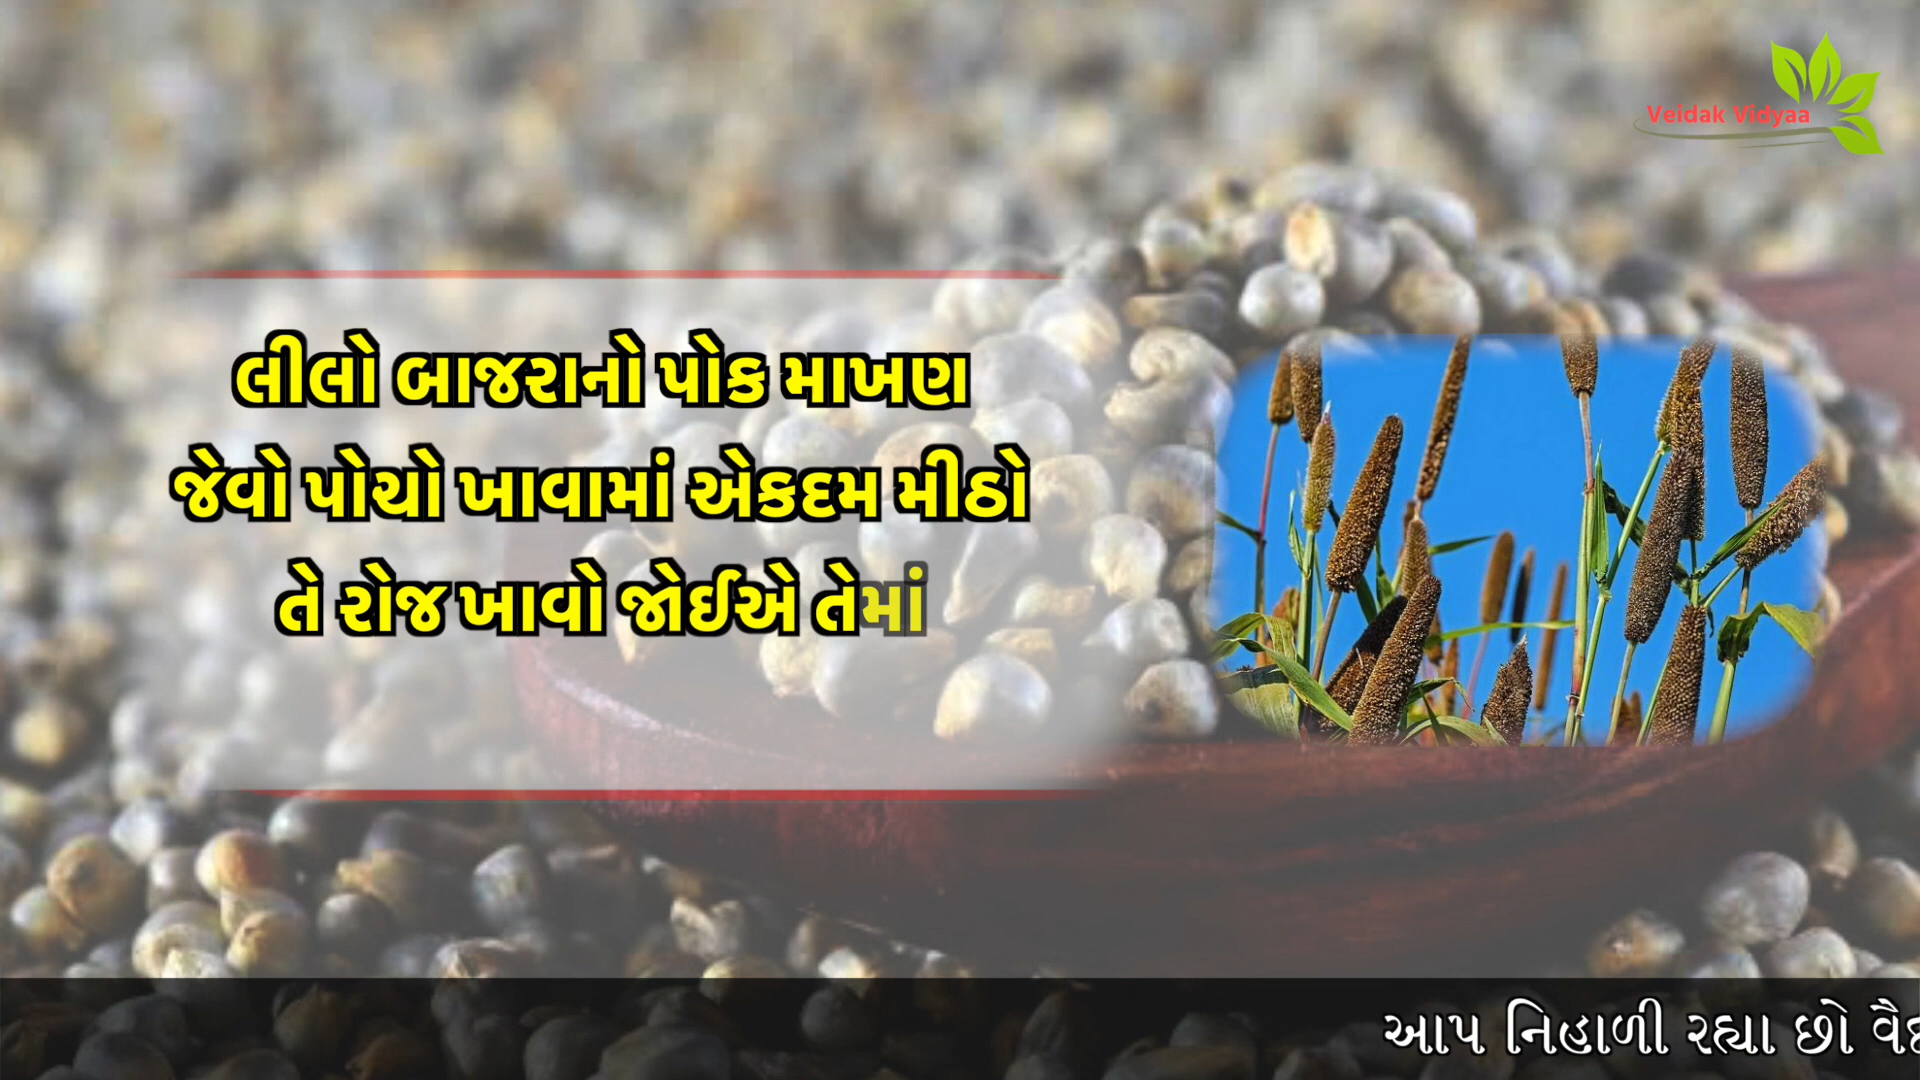 Veidak Vidyaa
લીલો બાજરાનો પોક માખણ
જેવો પોચો ખાવામાં એકદમ મીઠો
તે રોજ ખાવો જોઈએ તેમાં
આપ નિહાળી રહ્યા છો